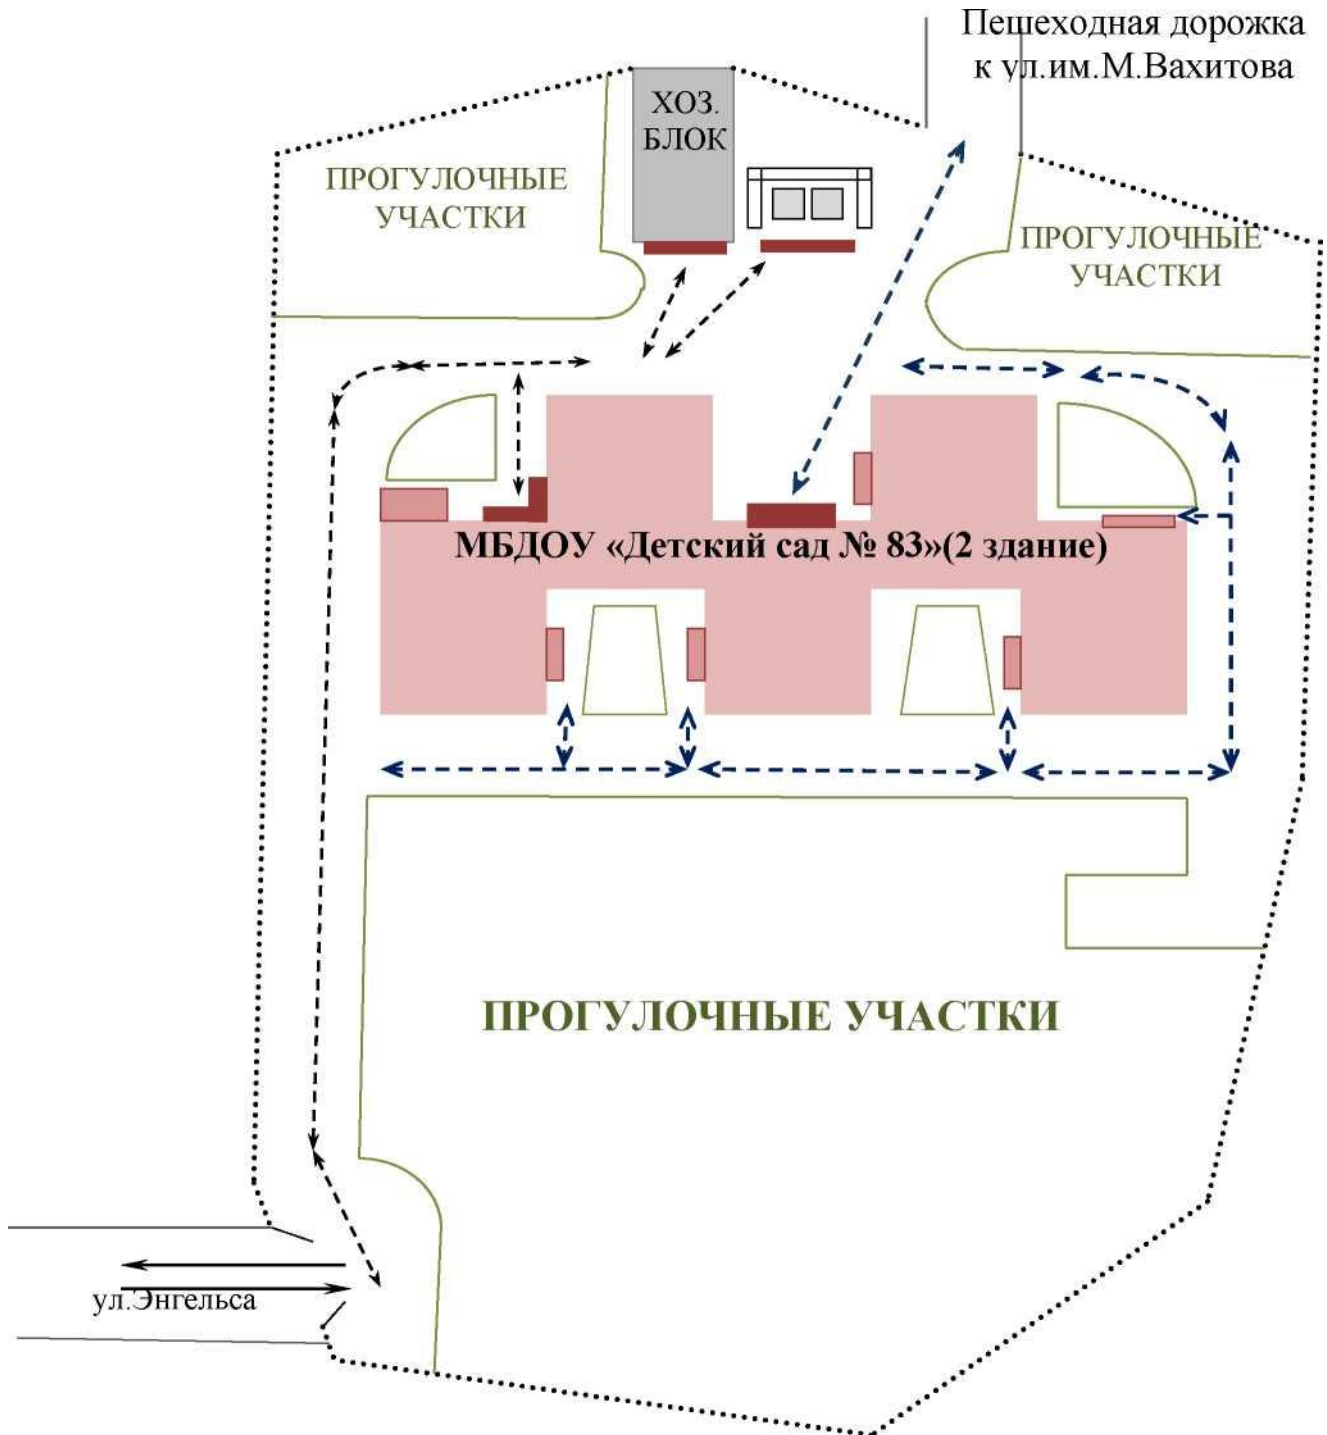 Пешеходная дорожка
к ул.им.М.Вахитова
ХОЗ.
БЛОК
ПРОГУЛОЧНЫЕ
УЧАСТКИ
ПРОГУЛОЧНЫЕ
УЧАСТКИ
МБДОУ «Детский сад № 83»(2 здание)
ПРОГУЛОЧНЫЕ УЧАСТКИ
ул.Энгельса